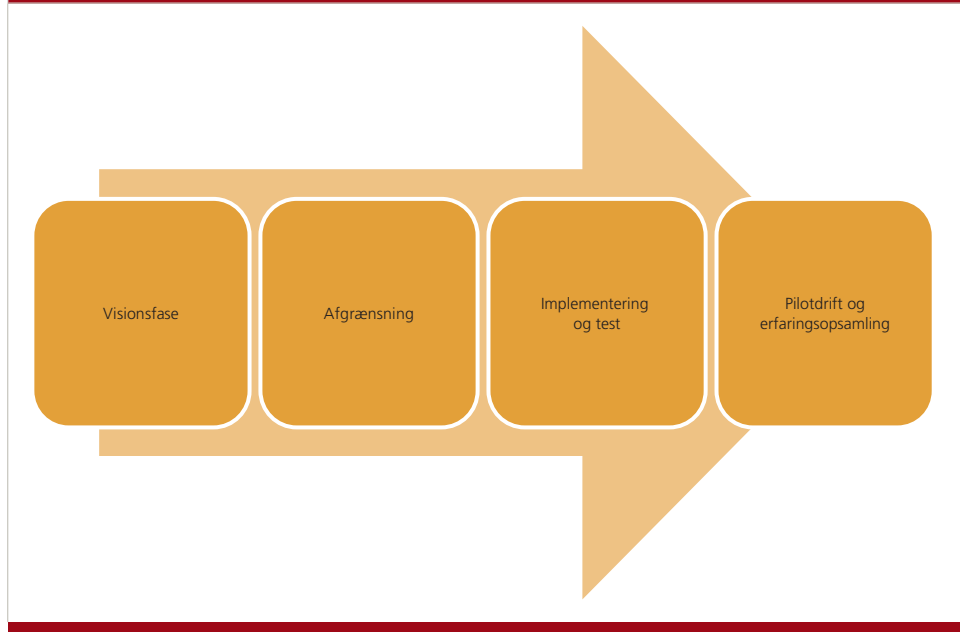 Visionsfase
Afgrænsning
Implementering
og test
Pilotdrift og
erfaringsopsamling